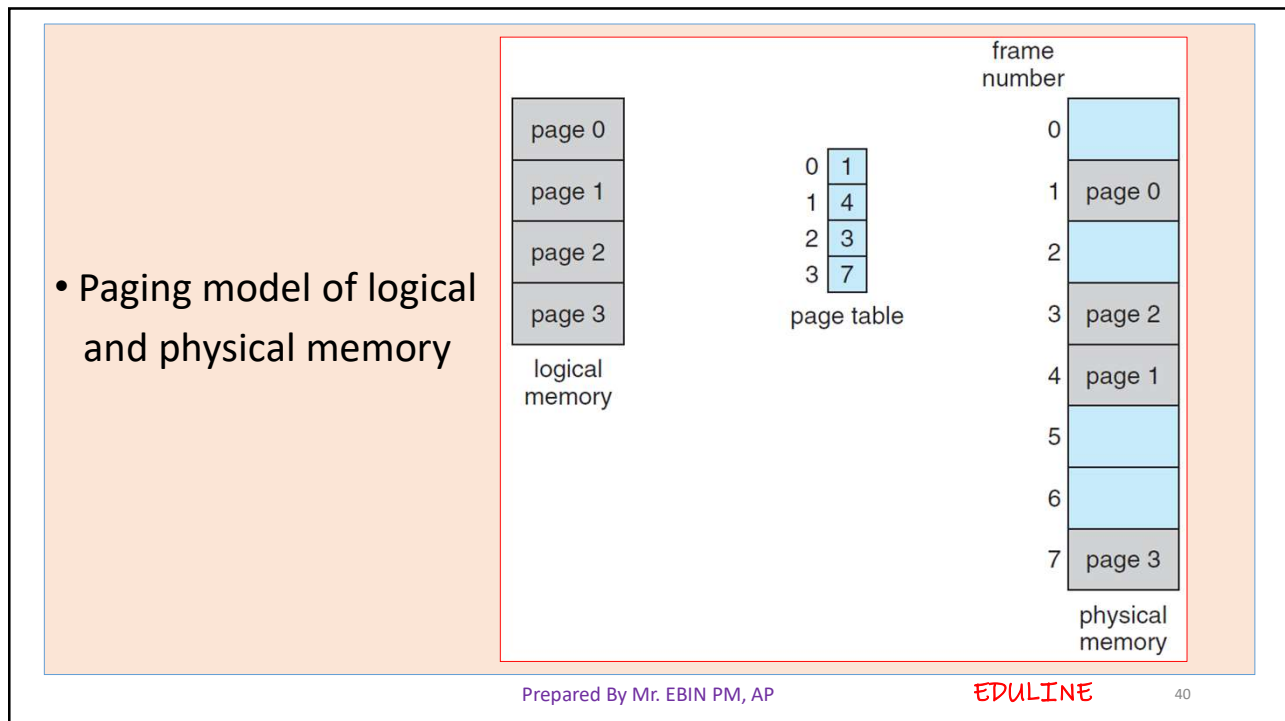 • Paging model of logical
and physical memory
page 0
page 1
page 2
page 3
logical
memory
0 1
1 4
2 3
3 7
page table
frame
number
0
1 page 0
2
3 page 2
4 page 1
5
6
7 page 3
physical
memory
Prepared By Mr. EBIN PM, AP EDULINE 40